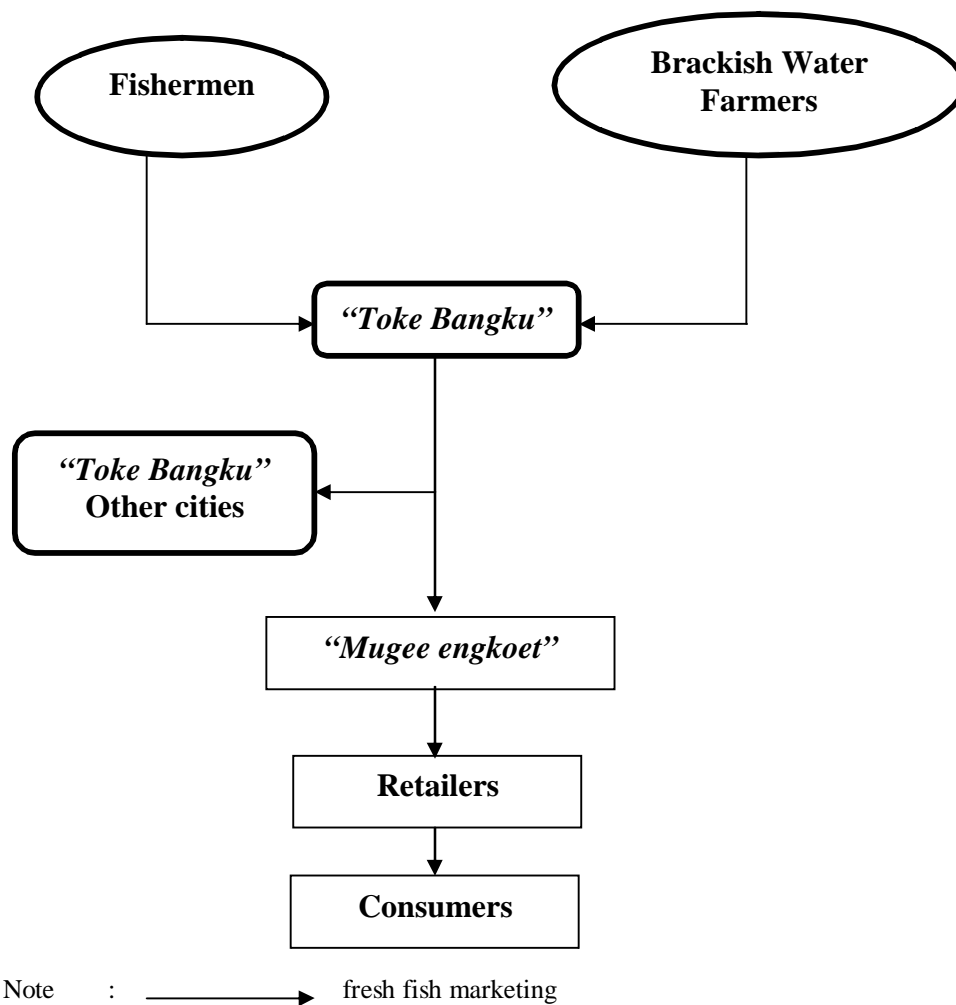 Fishermen
Brackish Water
Farmers
“Toke Bangku”
“Toke Bangku”
Other cities
“Mugee engkoet”
Retailers
Consumers
Note : fresh fish marketing